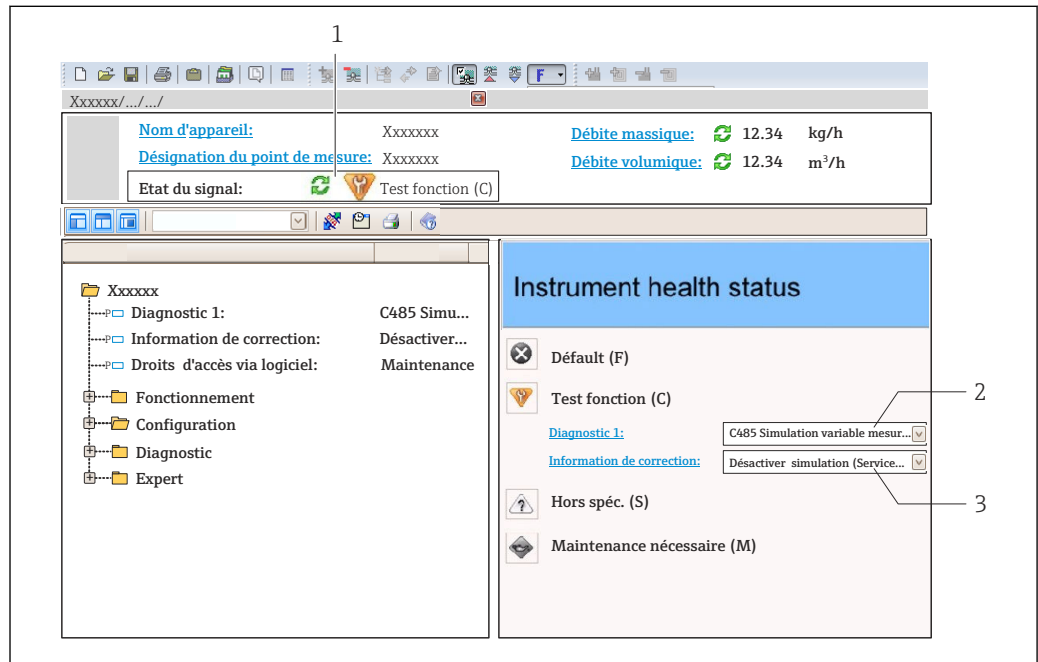 1
F
Xxxxxx/.../.../
Nom d'appareil: Xxxxxxx Débite massique: 12.34 kg/h
Désignation du point de mesure: Xxxxxxx Débite volumique: 12.34 m³/h
Etat du signal: Test fonction (C)
Xxxxxx
P Diagnostic 1: C485 Simu...
P Information de correction: Désactiver...
P Droits d'accès via logiciel: Maintenance
Fonctionnement
Configuration
Diagnostic
Expert
Instrument health status
Défault (F)
Test fonction (C)
2
Diagnostic 1: C485 Simulation variable mesur...
Information de correction: Désactiver simulation (Service...
Hors spéc. (S)
3
Maintenance nécessaire (M)